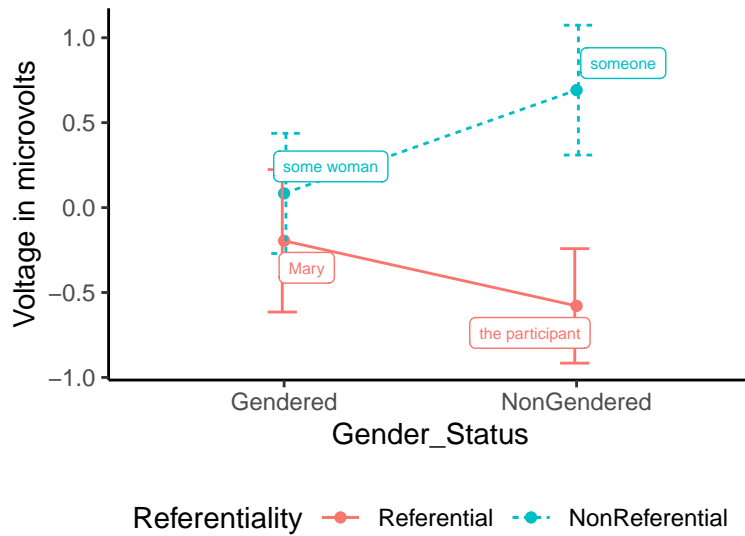 Voltage in microvolts
1.0
0.5
0.0
−0.5
−1.0
someone
some woman
Mary
the participant
Gendered NonGendered
Gender_Status
Referentiality Referential NonReferential